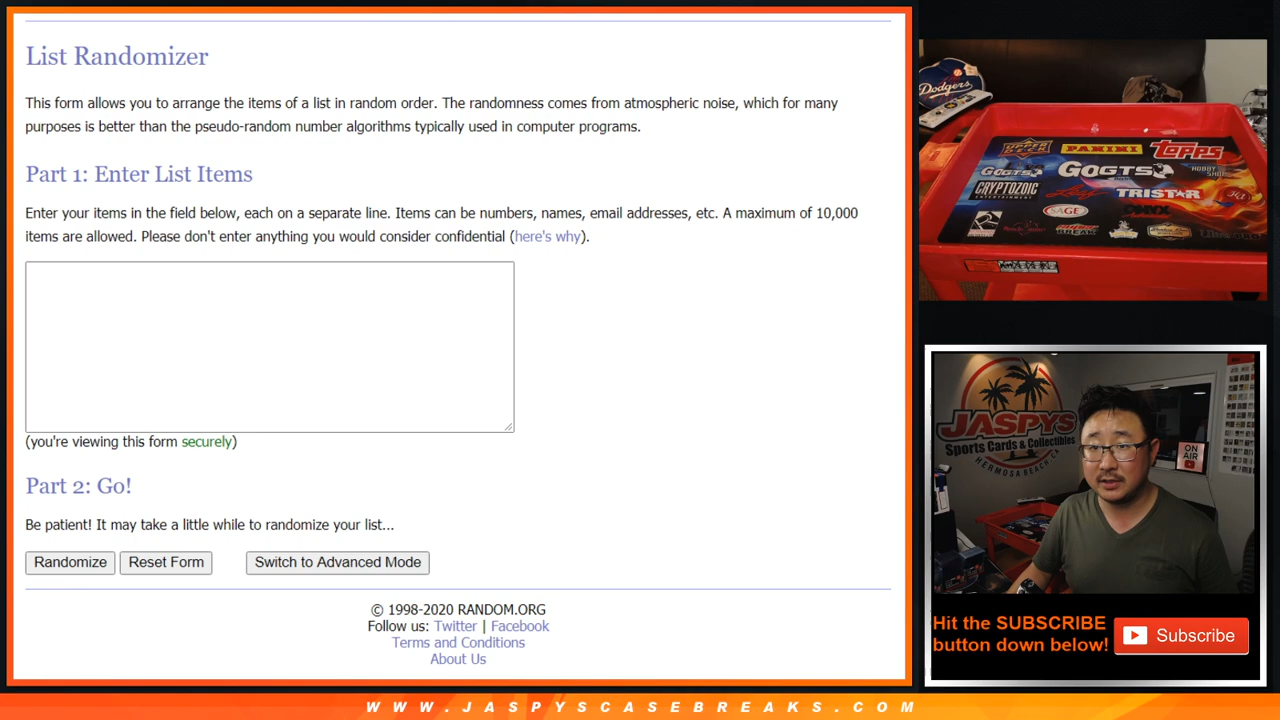 List Randomizer
This form allows you to arrange the items of a list in random order. The randomness comes from atmospheric noise, which for many
purposes is better than the pseudo-random number algorithms typically used in computer programs.
Part 1: Enter List Items
Enter your items in the field below, each on a separate line. Items can be numbers, names, email addresses, etc. A maximum of 10,000
items are allowed. Please don't enter anything you would consider confidential (here's why).
(you're viewing this form securely)
Part 2: Go!
Be patient! It may take a little while to randomize your list...
Randomize Reset Form Switch to Advanced Mode
© 1998-2020 RANDOM.ORG
Follow us: Twitter | Facebook
Terms and Conditions
About Us
Dodgers
UPPER DECK PANINI TOPPS
GOGTS GOGTS HOBBY SHOP
CRYPTOZOIC Leaf TRISTAR
ENTERTAINMENT
SAGE
JASPYS
Sports Cards & Collectibles
HERMOSA BEACH, CA
ON
AIR
Hit the SUBSCRIBE
button down below!
Subscribe
WWW.JASPYSCASEBREAKS.COM